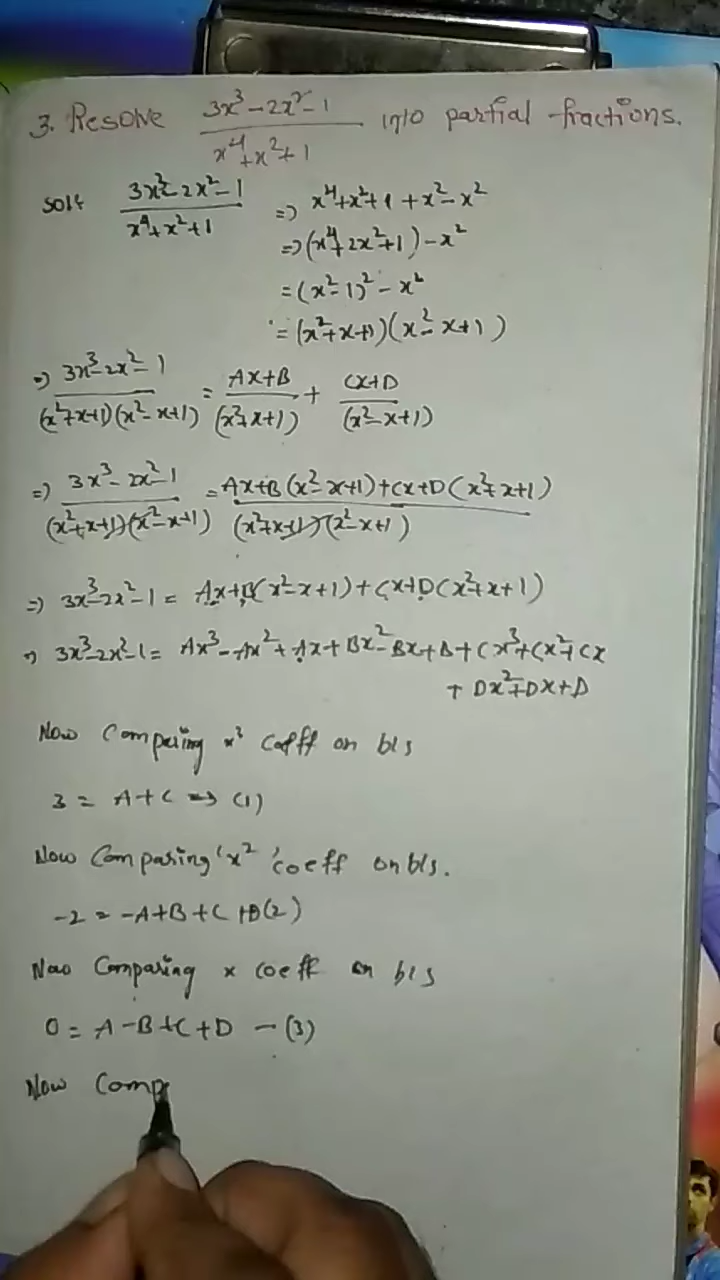 3. Resolve (3x³-2x²-1)/(x⁴+x²+1) into partial fractions.
Sol: (3x²-2x²-1)/(x⁴+x²+1) => x⁴+x²+1+x²-x²
=> (x⁴+2x²+1)-x²
= (x²-1)²-x²
= (x²+x+1)(x²-x+1)
=> (3x³-2x²-1)/((x²+x+1)(x²-x+1)) = (Ax+B)/(x²+x+1) + (Cx+D)/(x²-x+1)
=> (3x³-2x²-1)/((x²+x+1)(x²-x+1)) = (Ax+B(x²-x+1)+Cx+D(x²+x+1))/((x²+x+1)(x²-x+1))
=> 3x³-2x²-1 = Ax+B(x²-x+1)+Cx+D(x²+x+1)
=> 3x³-2x²-1 = Ax³-Ax²+Ax+Bx²-Bx+B+Cx³+Cx²+Cx
+Dx²+Dx+D
Now Comparing x³ Coeff on bls
3 = A+C => (1)
Now Comparing 'x²' coeff on bls.
-2 = -A+B+C+D(2)
Now Comparing x coeff on bls
0 = A-B+C+D - (3)
Now Comp